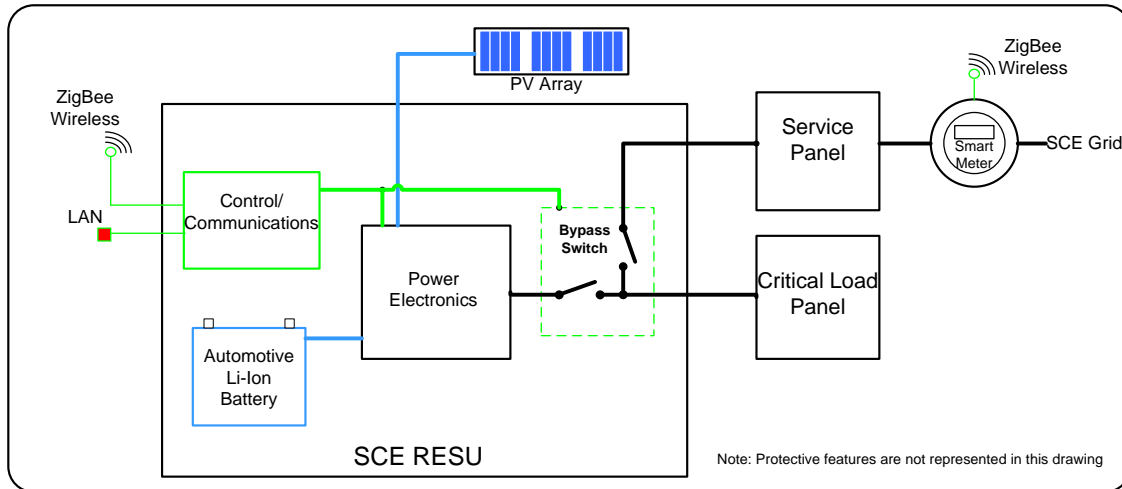 PV Array
ZigBee
Wireless
ZigBee
Wireless
Service
Panel
Smart
Meter
SCE Grid
Control/
Communications
LAN
Bypass
Switch
Power
Electronics
Critical Load
Panel
Automotive
Li-Ion
Battery
SCE RESU
Note: Protective features are not represented in this drawing